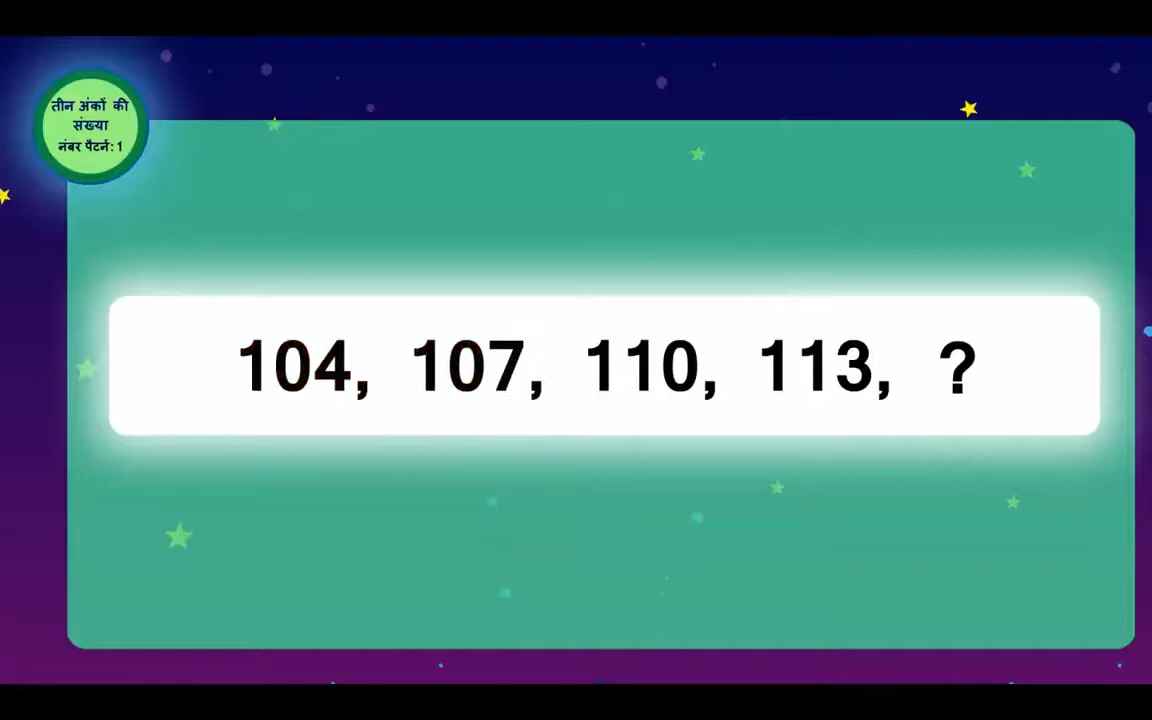 तीन अंकों की
संख्या
नंबर पैटर्न: 1
104, 107, 110, 113, ?